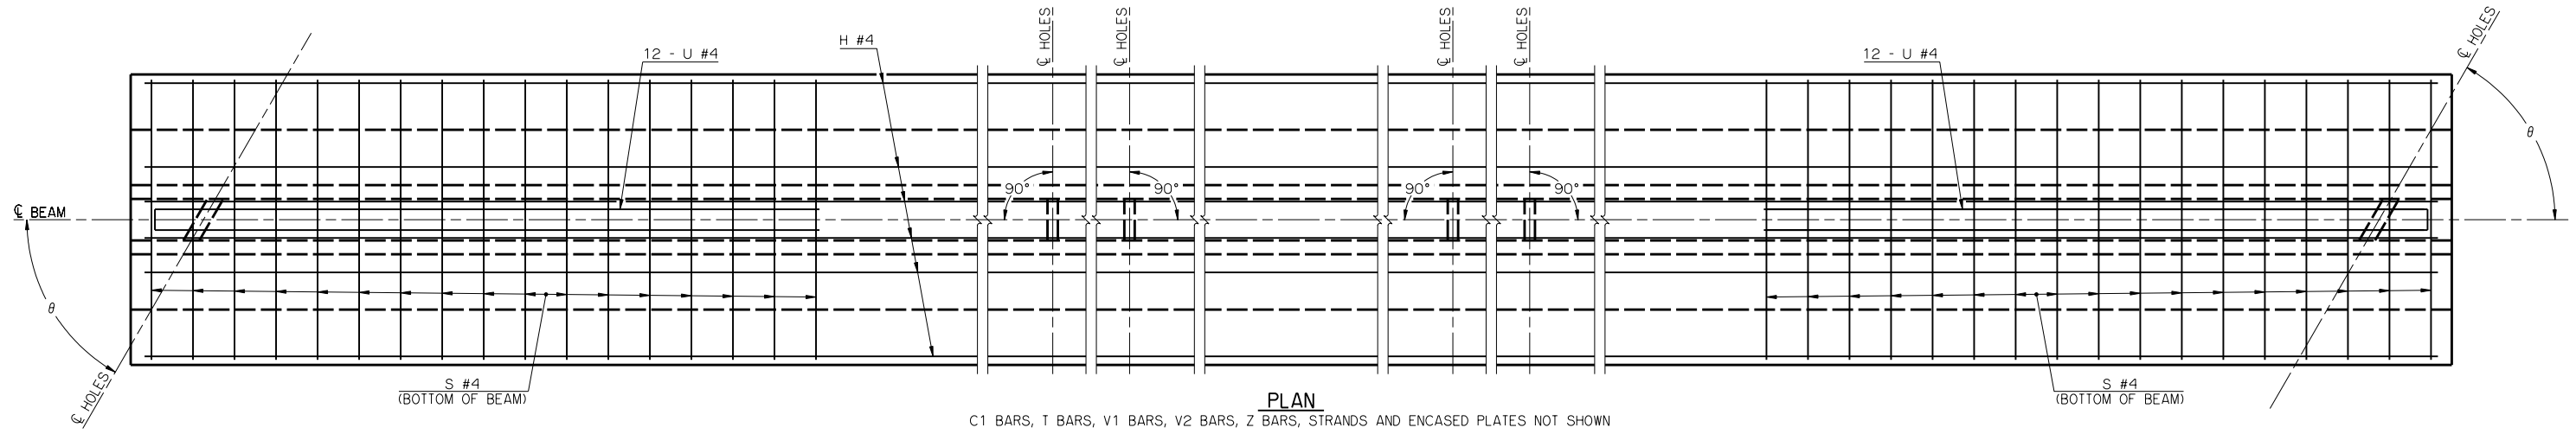 ℄ HOLES
℄ HOLES
℄ HOLES
℄ HOLES
℄ HOLES
H #4
12 - U #4
12 - U #4
θ
90°
90°
90°
90°
℄ BEAM
θ
S #4
(BOTTOM OF BEAM)
S #4
(BOTTOM OF BEAM)
℄ HOLES
PLAN
C1 BARS, T BARS, V1 BARS, V2 BARS, Z BARS, STRANDS AND ENCASED PLATES NOT SHOWN